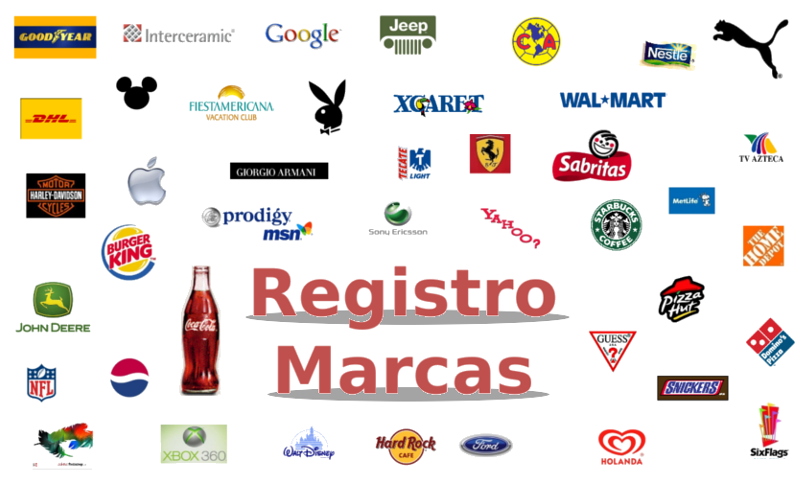 GOODYEAR
Interceramic®
Google™
Jeep
CA
Nestlé
DHL
FIESTAMERICANA
VACATION CLUB
XCARET
WAL★MART
MOTOR
HARLEY-DAVIDSON
CYCLES
GIORGIO ARMANI
TECATE
LIGHT
Sabritas
TV AZTECA
prodigy
msn
Sony Ericsson
YAHOO?
STARBUCKS
COFFEE
MetLife
THE
HOME
DEPOT
BURGER
KING
JOHN DEERE
Coca-Cola
Registro
Marcas
Pizza
Hut
GUESS
?
Domino's
Pizza
NFL
SNICKERS
XBOX 360
WALT DISNEY
Hard Rock
CAFE
Ford
HOLANDA
SixFlags